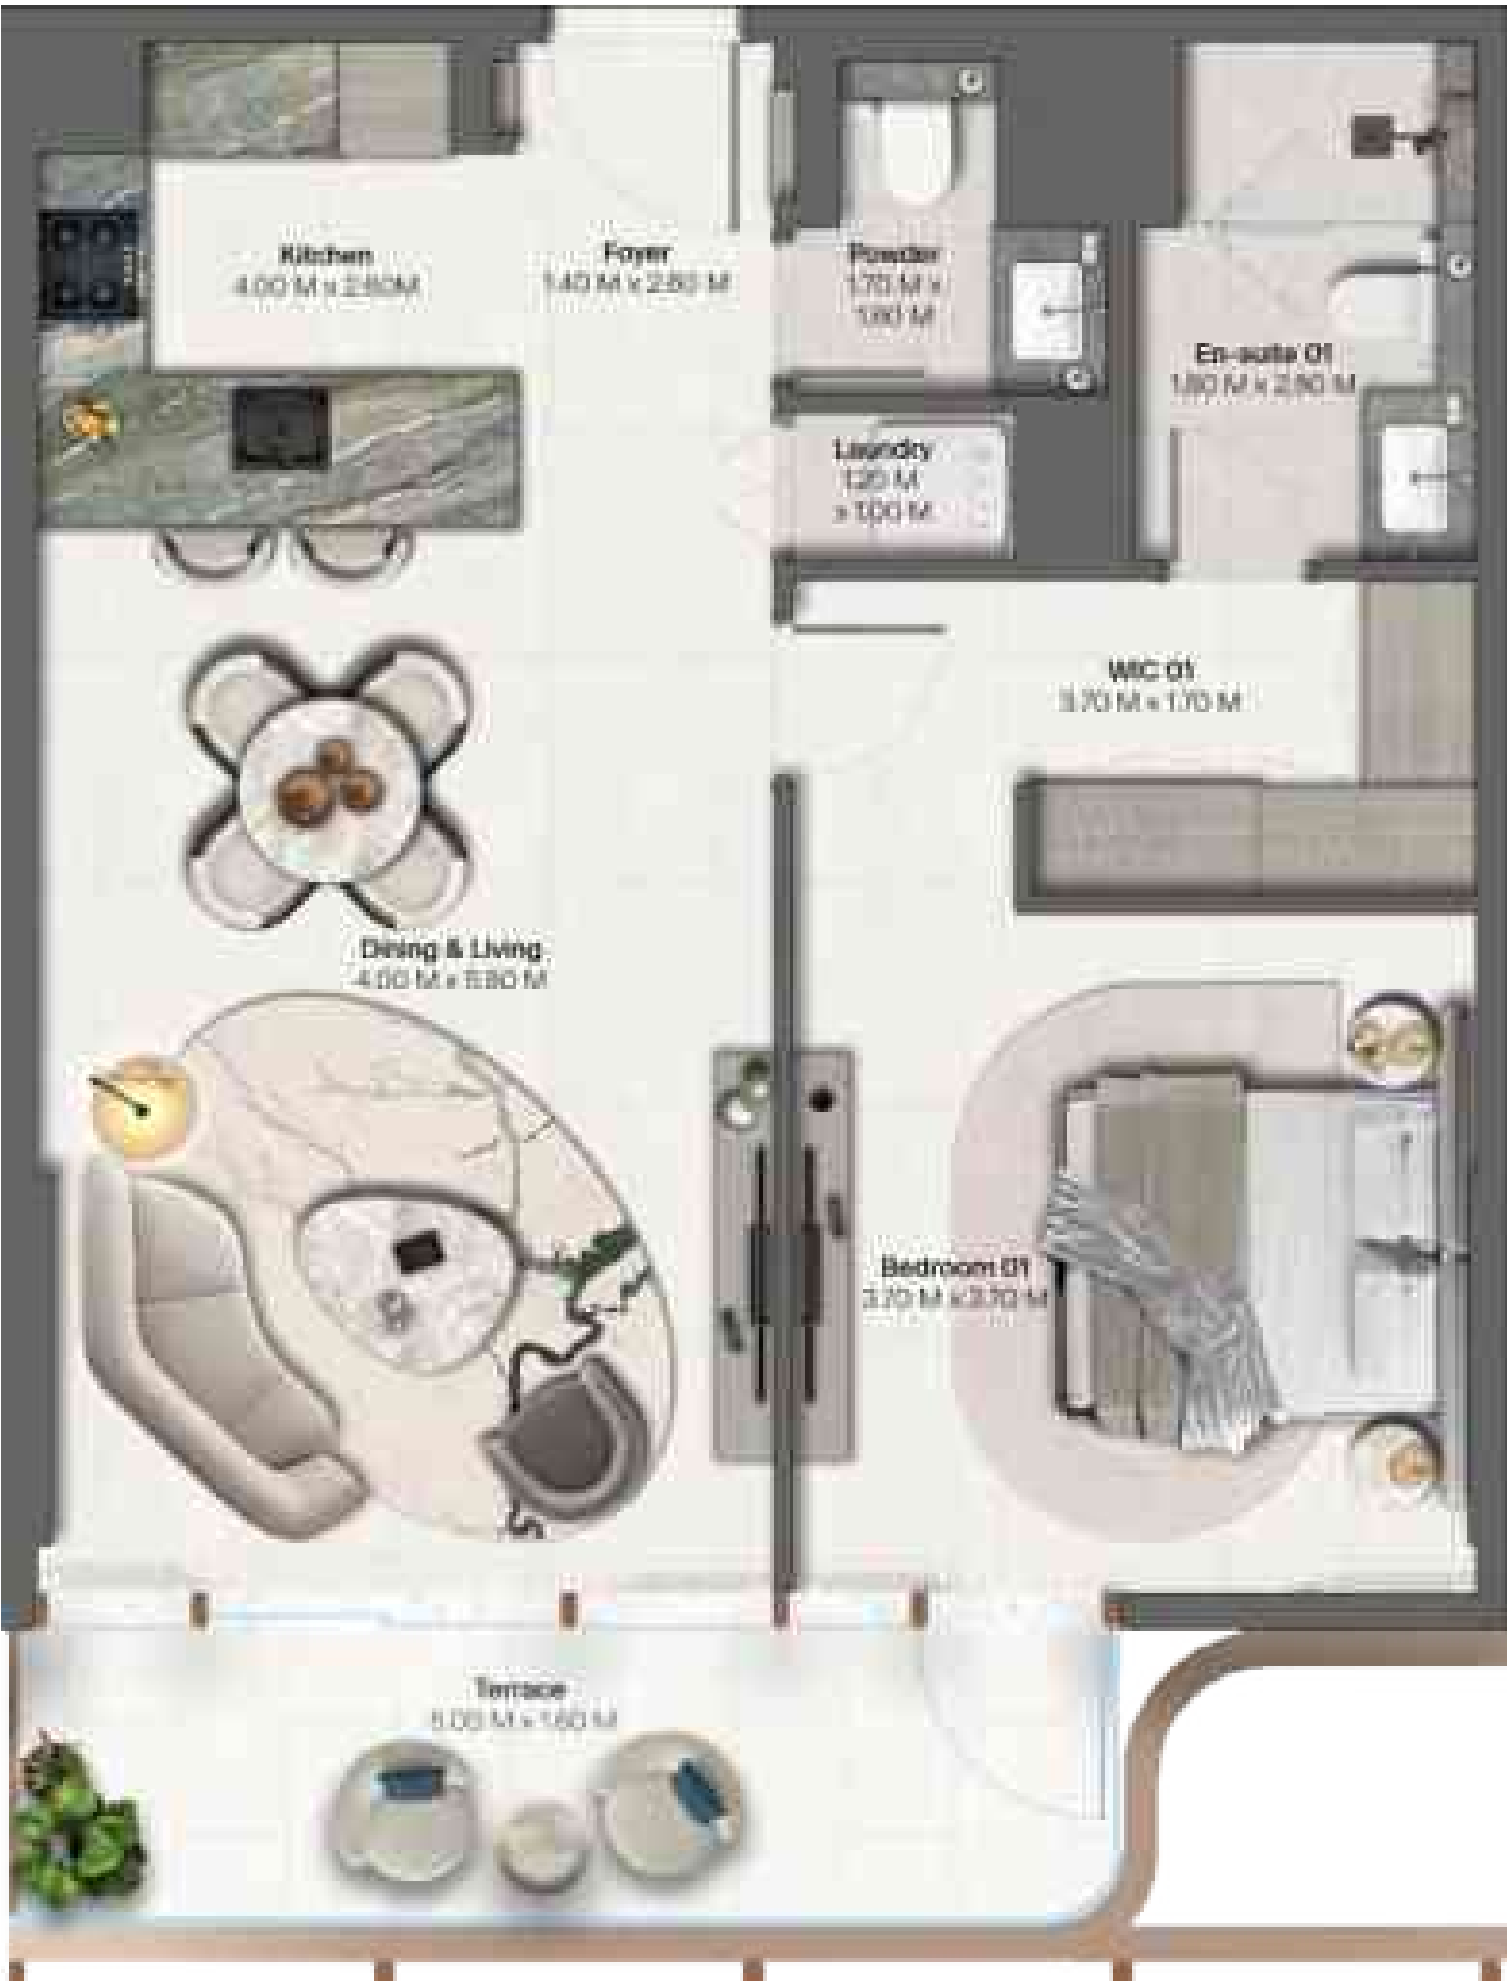 Kitchen
4.00 M x 2.80M
Foyer
1.40 M x 2.80 M
Powder
1.70 M x
1.80 M
En-suite 01
1.80 M x 2.90 M
Laundry
1.20 M
x 1.00 M
WIC 01
3.70 M x 1.70 M
Dining & Living
4.00 M x 5.80 M
Bedroom 01
3.70 M x 3.70 M
Terrace
x 1.60 M